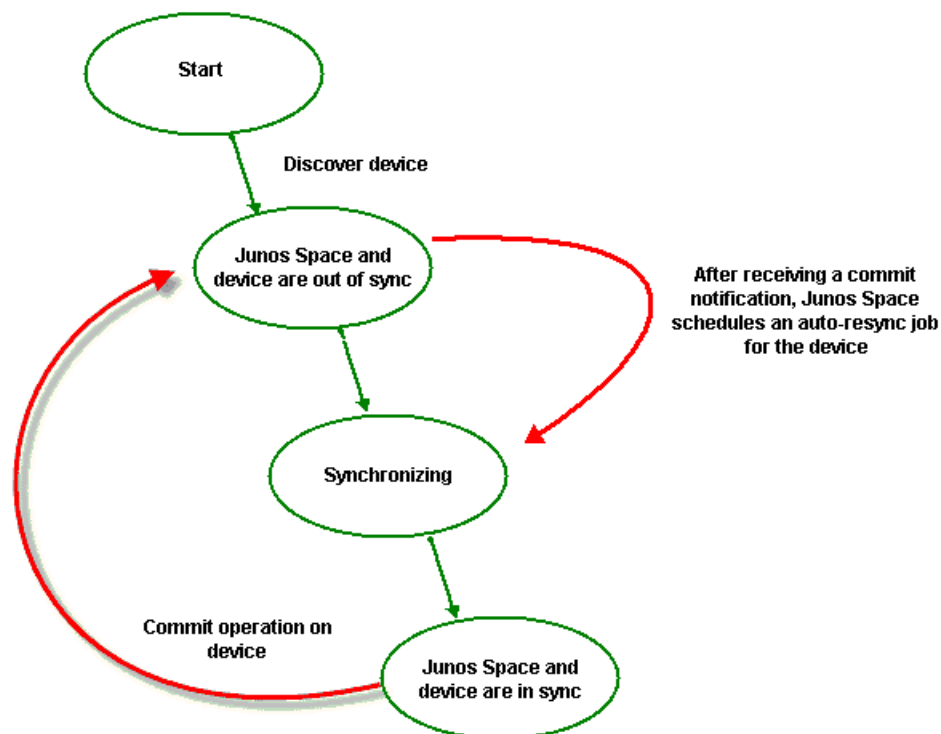 Start
Discover device
Junos Space and
device are out of sync
After receiving a commit
notification, Junos Space
schedules an auto-resync job
for the device
Synchronizing
Commit operation on
device
Junos Space and
device are in sync